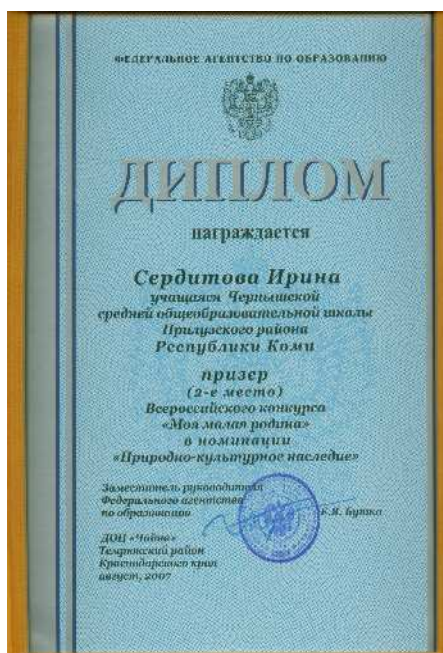 ФЕДЕРАЛЬНОЕ АГЕНТСТВО ПО ОБРАЗОВАНИЮ
ДИПЛОМ
награждается
Сердитова Ирина
учащаяся Чернышской
средней общеобразовательной школы
Прилузского района
Республики Коми
призер
(2-е место)
Всероссийского конкурса
«Моя малая родина»
в номинации
«Природно-культурное наследие»
Заместитель руководителя
Федерального агентства
по образованию
Е.Я. Бутко
ДОЦ «Чайка»
Темрюкский район
Краснодарского края
август, 2007